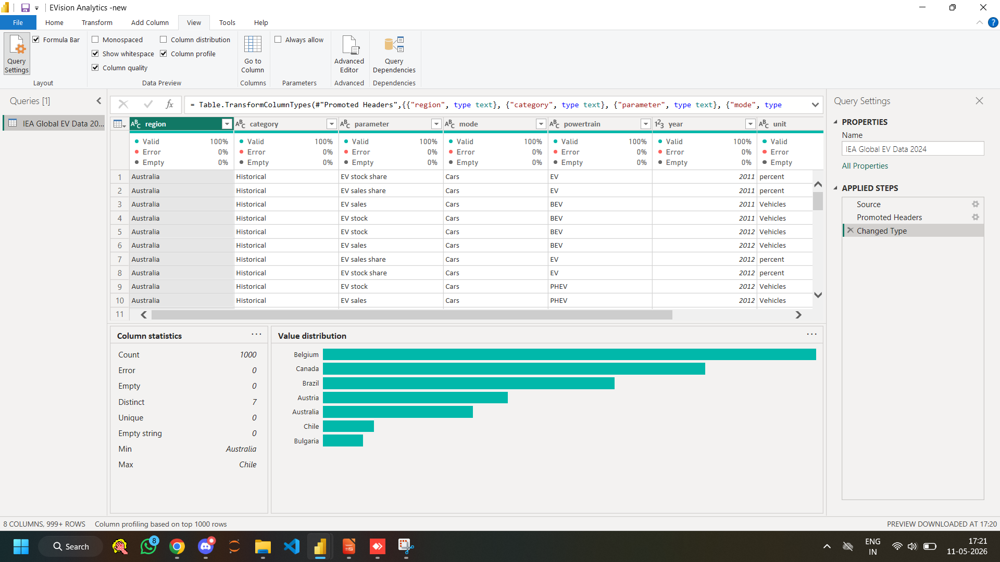 EVision Analytics -new
File Home Transform Add Column View Tools Help
Query Settings
Formula Bar
Layout
Monospaced
Show whitespace
Column quality
Column distribution
Column profile
Data Preview
Go to Column
Columns
Always allow
Parameters
Advanced Editor
Advanced
Query Dependencies
Dependencies
Queries [1]
IEA Global EV Data 20...
fx = Table.TransformColumnTypes(#"Promoted Headers",{{"region", type text}, {"category", type text}, {"parameter", type text}, {"mode", type
ABC region ABC category ABC parameter ABC mode ABC powertrain 123 year ABC unit
Valid 100% Valid 100% Valid 100% Valid 100% Valid 100% Valid 100% Valid
Error 0% Error 0% Error 0% Error 0% Error 0% Error 0% Error
Empty 0% Empty 0% Empty 0% Empty 0% Empty 0% Empty 0% Empty
1 Australia Historical EV stock share Cars EV 2011 percent
2 Australia Historical EV sales share Cars EV 2011 percent
3 Australia Historical EV sales Cars BEV 2011 Vehicles
4 Australia Historical EV stock Cars BEV 2011 Vehicles
5 Australia Historical EV stock Cars BEV 2012 Vehicles
6 Australia Historical EV sales Cars BEV 2012 Vehicles
7 Australia Historical EV sales share Cars EV 2012 percent
8 Australia Historical EV stock share Cars EV 2012 percent
9 Australia Historical EV stock Cars PHEV 2012 Vehicles
10 Australia Historical EV sales Cars PHEV 2012 Vehicles
11
Column statistics
Count 1000
Error 0
Empty 0
Distinct 7
Unique 0
Empty string 0
Min Australia
Max Chile
Value distribution
Belgium
Canada
Brazil
Austria
Australia
Chile
Bulgaria
Query Settings
PROPERTIES
Name
IEA Global EV Data 2024
All Properties
APPLIED STEPS
Source
Promoted Headers
Changed Type
8 COLUMNS, 999+ ROWS Column profiling based on top 1000 rows PREVIEW DOWNLOADED AT 17:20
Search
8
ENG
IN
17:21
11-05-2026